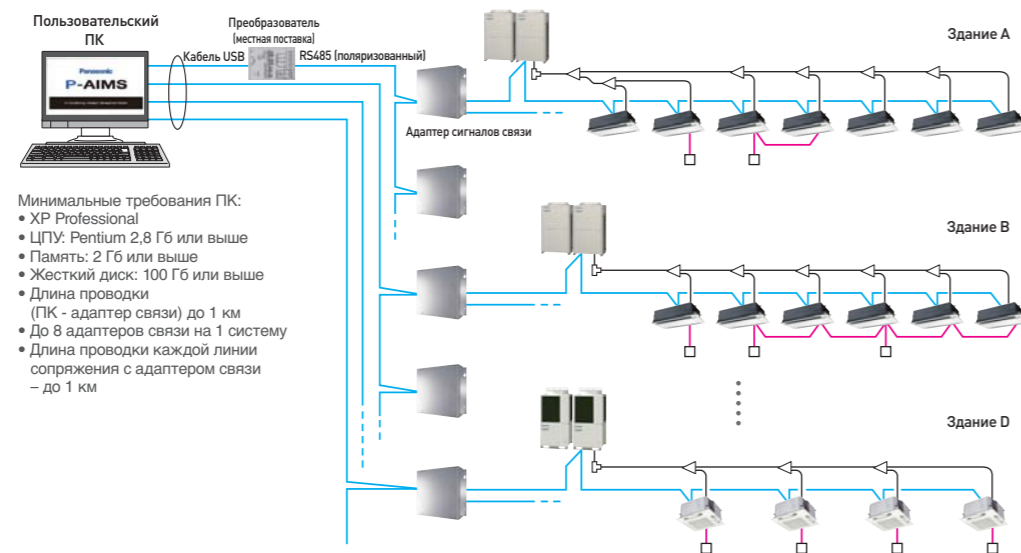 Пользовательский
ПК
Panasonic
P-AIMS
Кабель USB
Преобразователь
(местная поставка)
RS485 (поляризованный)
Адаптер сигналов связи
Здание A
Минимальные требования ПК:
• XP Professional
• ЦПУ: Pentium 2,8 Гб или выше
• Память: 2 Гб или выше
• Жесткий диск: 100 Гб или выше
• Длина проводки
(ПК - адаптер связи) до 1 км
• До 8 адаптеров связи на 1 систему
• Длина проводки каждой линии
сопряжения с адаптером связи
– до 1 км
Здание B
Здание D